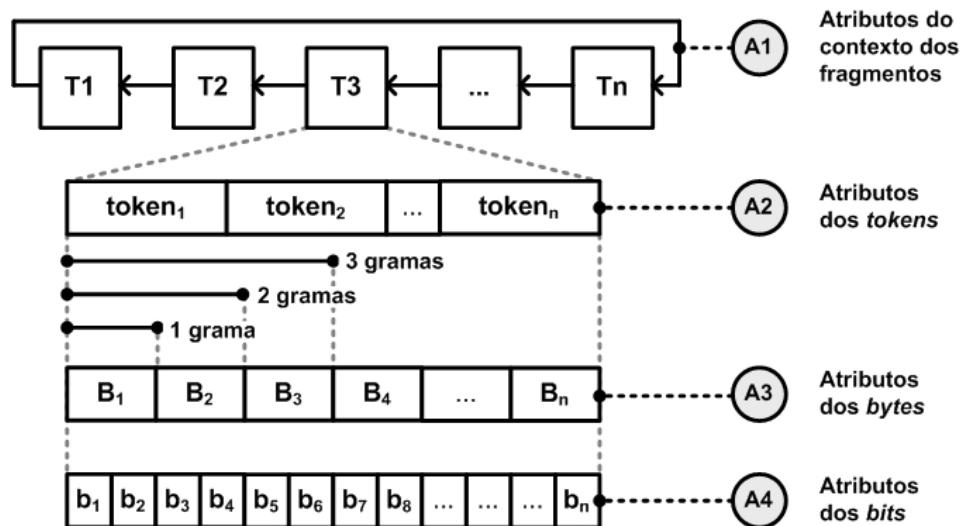 T1 T2 T3 ... Tn A1
Atributos do
contexto dos
fragmentos
token₁ token₂ ... tokenₙ A2
Atributos
dos tokens
3 gramas
2 gramas
1 grama
B₁ B₂ B₃ B₄ ... Bₙ A3
Atributos
dos bytes
b₁ b₂ b₃ b₄ b₅ b₆ b₇ b₈ ... ... ... bₙ A4
Atributos
dos bits